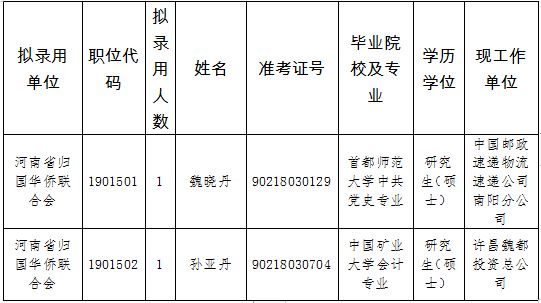 拟录用
单位
职位代
码
拟
录
用
人
数
姓名
准考证号
毕业院
校及专
业
学历
学位
现工作
单位
河南省归
国华侨联
合会
1901501
1
魏晓丹
90218030129
首都师范
大学中共
党史专业
研究
生(硕
士)
中国邮政
速递物流
速递公司
南阳分公
司
河南省归
国华侨联
合会
1901502
1
孙亚丹
90218030704
中国矿业
大学会计
专业
研究
生(硕
士)
许昌魏都
投资总公
司